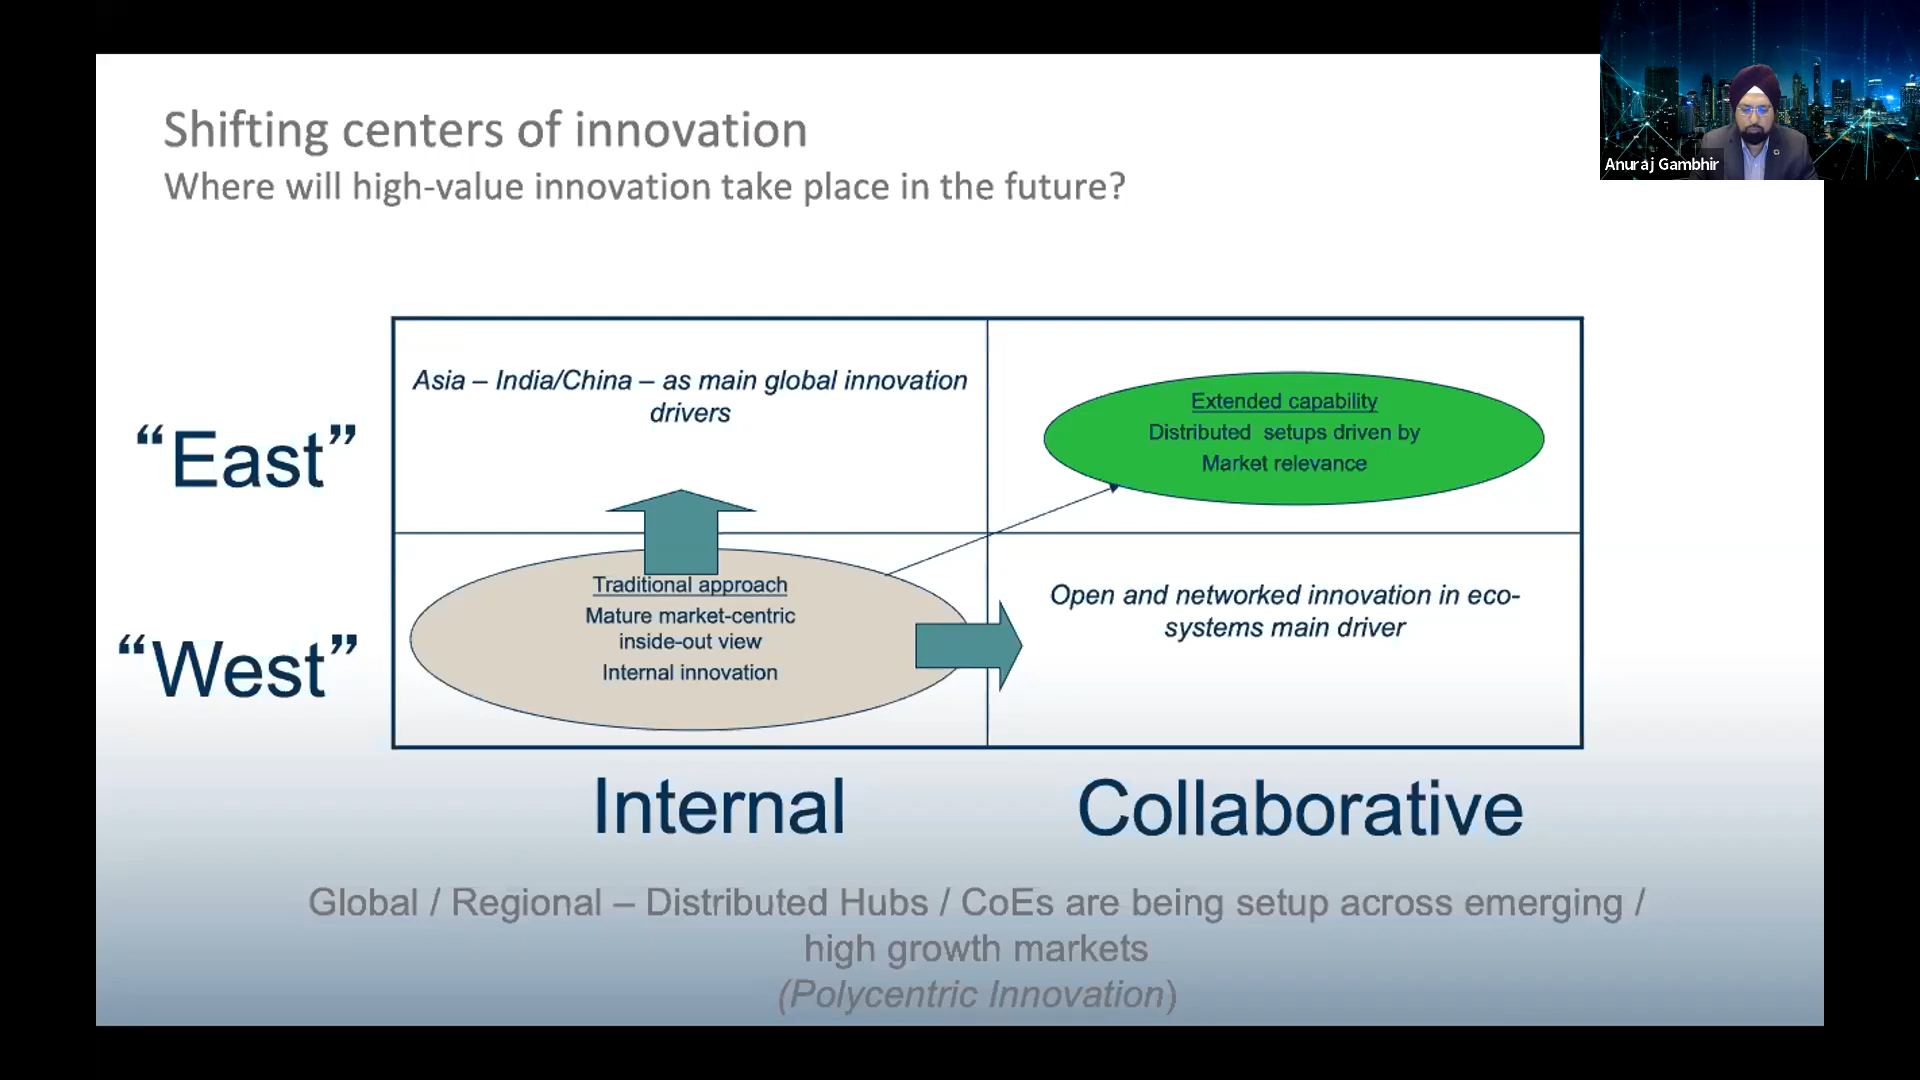 Shifting centers of innovation
Where will high-value innovation take place in the future?
Anuraj Gambhir
“East”
Asia – India/China – as main global innovation
drivers
Extended capability
Distributed setups driven by
Market relevance
“West”
Traditional approach
Mature market-centric
inside-out view
Internal innovation
Open and networked innovation in eco-
systems main driver
Internal
Collaborative
Global / Regional – Distributed Hubs / CoEs are being setup across emerging /
high growth markets
(Polycentric Innovation)